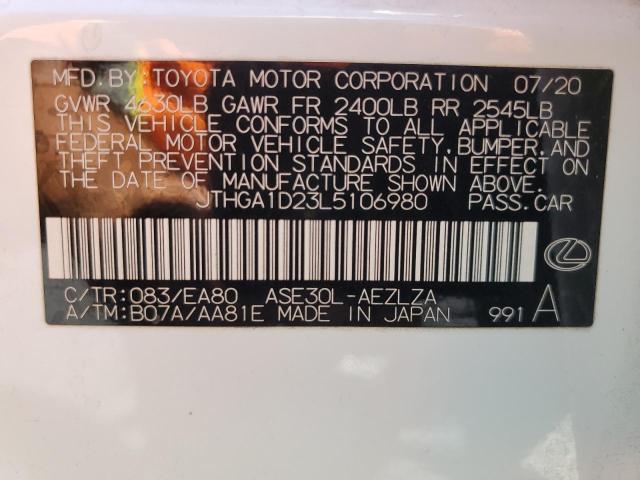 MFD.BY:TOYOTA MOTOR CORPORATION 07/20
GVWR 4630LB GAWR FR 2400LB RR 2545LB
THIS VEHICLE CONFORMS TO ALL APPLICABLE
FEDERAL MOTOR VEHICLE SAFETY,BUMPER,AND
THEFT PREVENTION STANDARDS IN EFFECT ON
THE DATE OF MANUFACTURE SHOWN ABOVE.
JTHGA1D23L5106980 PASS.CAR
C/TR:083/EA80 ASE30L-AEZLZA
A/TM:B07A/AA81E MADE IN JAPAN 991 A